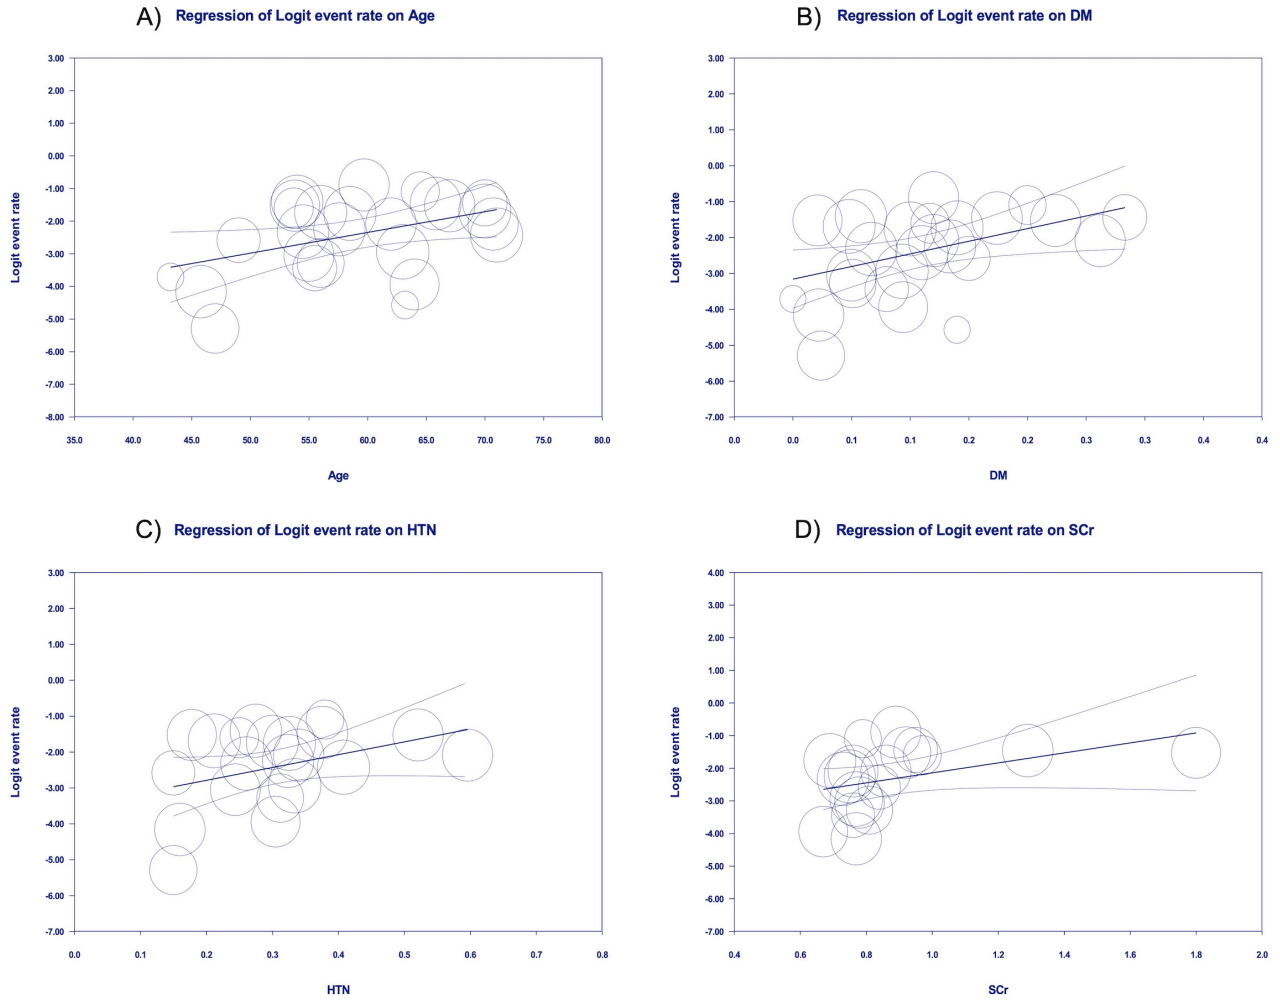 A) Regression of Logit event rate on Age
3.00
2.00
1.00
0.00
-1.00
-2.00
-3.00
-4.00
-5.00
-6.00
-7.00
-8.00
Logit event rate
35.0 40.0 45.0 50.0 55.0 60.0 65.0 70.0 75.0 80.0
Age
B) Regression of Logit event rate on DM
3.00
2.00
1.00
0.00
-1.00
-2.00
-3.00
-4.00
-5.00
-6.00
-7.00
Logit event rate
0.0 0.0 0.1 0.1 0.2 0.2 0.3 0.3 0.4 0.4
DM
C) Regression of Logit event rate on HTN
3.00
2.00
1.00
0.00
-1.00
-2.00
-3.00
-4.00
-5.00
-6.00
-7.00
Logit event rate
0.0 0.1 0.2 0.3 0.4 0.5 0.6 0.7 0.8
HTN
D) Regression of Logit event rate on SCr
4.00
3.00
2.00
1.00
0.00
-1.00
-2.00
-3.00
-4.00
-5.00
-6.00
-7.00
Logit event rate
0.4 0.6 0.8 1.0 1.2 1.4 1.6 1.8 2.0
SCr